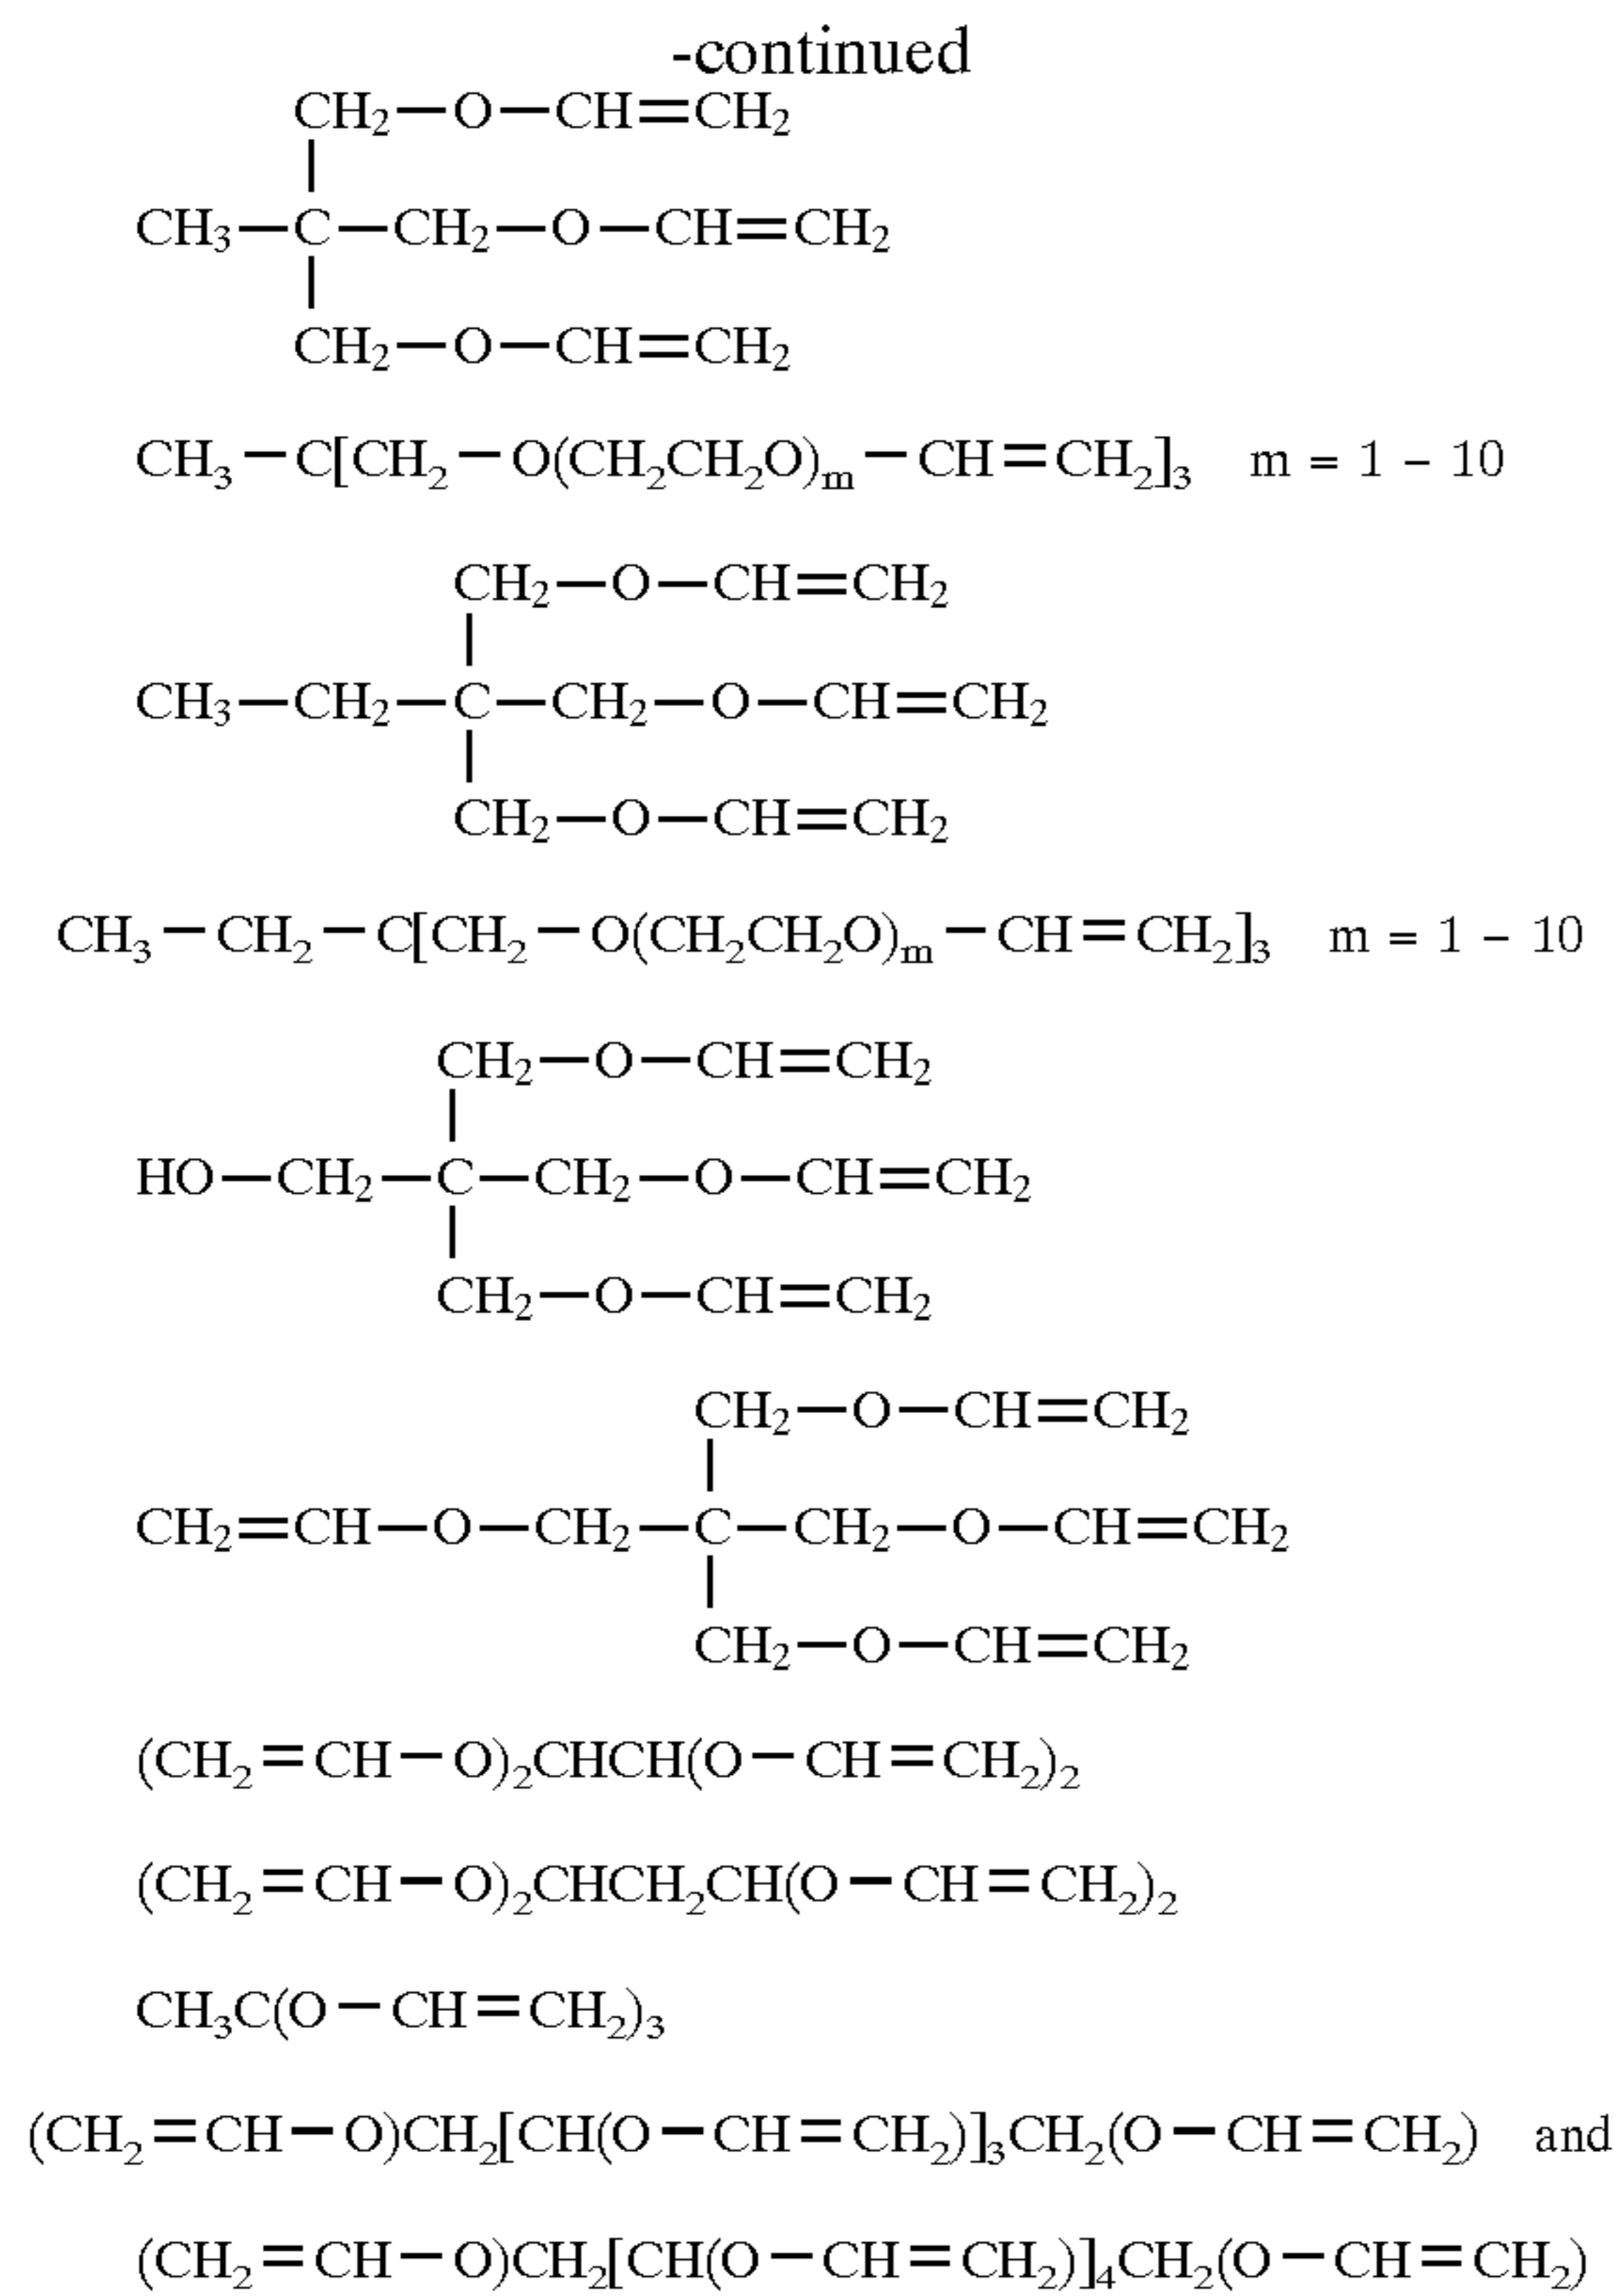 -continued
CH₂—O—CH=CH₂
CH₃—C—CH₂—O—CH=CH₂
CH₂—O—CH=CH₂
CH₃—C[CH₂—O(CH₂CH₂O)ₘ—CH=CH₂]₃ m = 1 – 10
CH₂—O—CH=CH₂
CH₃—CH₂—C—CH₂—O—CH=CH₂
CH₂—O—CH=CH₂
CH₃—CH₂—C[CH₂—O(CH₂CH₂O)ₘ—CH=CH₂]₃ m = 1 – 10
CH₂—O—CH=CH₂
HO—CH₂—C—CH₂—O—CH=CH₂
CH₂—O—CH=CH₂
CH₂—O—CH=CH₂
CH₂=CH—O—CH₂—C—CH₂—O—CH=CH₂
CH₂—O—CH=CH₂
(CH₂=CH—O)₂CHCH(O—CH=CH₂)₂
(CH₂=CH—O)₂CHCH₂CH(O—CH=CH₂)₂
CH₃C(O—CH=CH₂)₃
(CH₂=CH—O)CH₂[CH(O—CH=CH₂)]₃CH₂(O—CH=CH₂) and
(CH₂=CH—O)CH₂[CH(O—CH=CH₂)]₄CH₂(O—CH=CH₂)